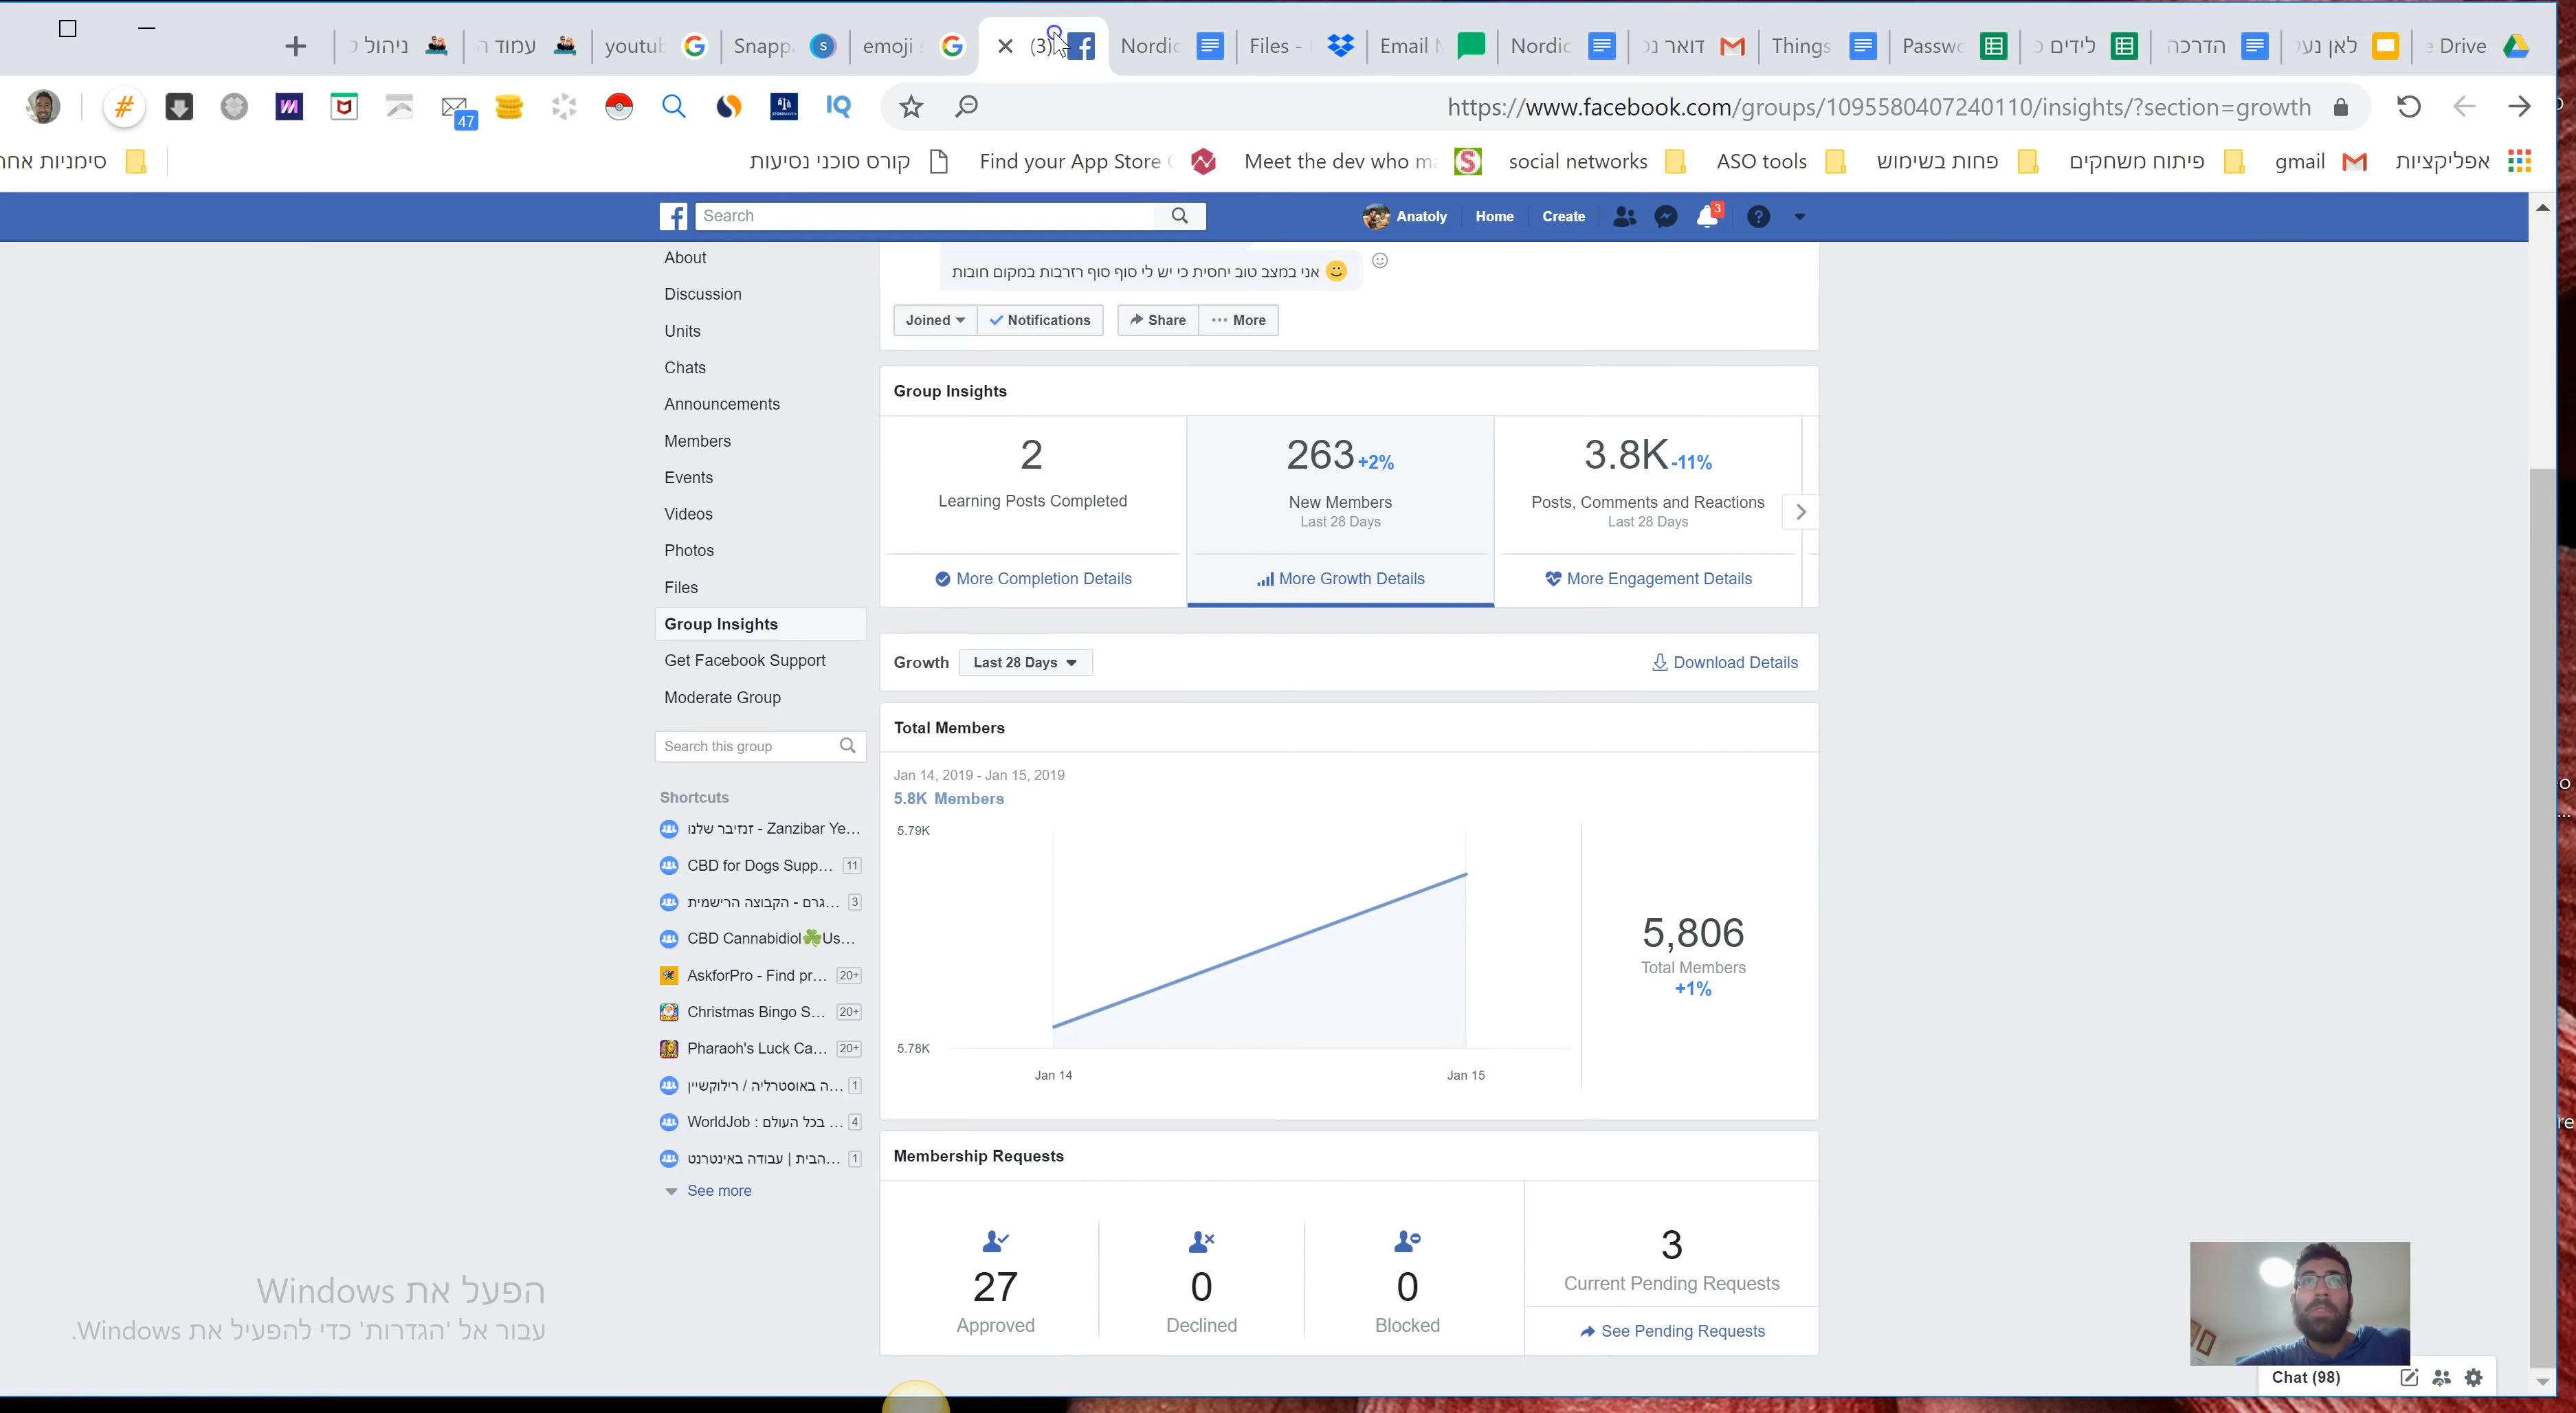 ניהול
עמוד ה
youtub
Snapp
emoji
(3)
Nordic
Files -
Email
Nordic
דואר נכ
Things
Passwo
לידים
הדרכה
לאן נע
Drive
47
IQ
https://www.facebook.com/groups/1095580407240110/insights/?section=growth
סימניות אחר
קורס סוכני נסיעות
Find your App Store
Meet the dev who ma
social networks
ASO tools
פחות בשימוש
פיתוח משחקים
gmail
אפליקציות
Search
Anatoly
Home
Create
3
About
Discussion
Units
Chats
Announcements
Members
Events
Videos
Photos
Files
Group Insights
Get Facebook Support
Moderate Group
Search this group
Shortcuts
זנזיבר שלנו - Zanzibar Ye...
CBD for Dogs Supp... 11
...גרם - הקבוצה הרישמית 3
CBD Cannabidiol☘Us...
AskforPro - Find pr... 20+
Christmas Bingo S... 20+
Pharaoh's Luck Ca... 20+
...ה באוסטרליה / רילוקשיין 1
WorldJob : בכל העולם ... 4
...הבית | עבודה באינטרנט 1
See more
אני במצב טוב יחסית כי יש לי סוף סוף רזרבות במקום חובות 🙂
Joined
Notifications
Share
More
Group Insights
2
Learning Posts Completed
More Completion Details
263 +2%
New Members
Last 28 Days
More Growth Details
3.8K -11%
Posts, Comments and Reactions
Last 28 Days
More Engagement Details
Growth
Last 28 Days
Download Details
Total Members
Jan 14, 2019 - Jan 15, 2019
5.8K Members
5.79K
5.78K
Jan 14
Jan 15
5,806
Total Members
+1%
Membership Requests
27
Approved
0
Declined
0
Blocked
3
Current Pending Requests
See Pending Requests
הפעל את Windows
עבור אל 'הגדרות' כדי להפעיל את Windows.
Chat (98)